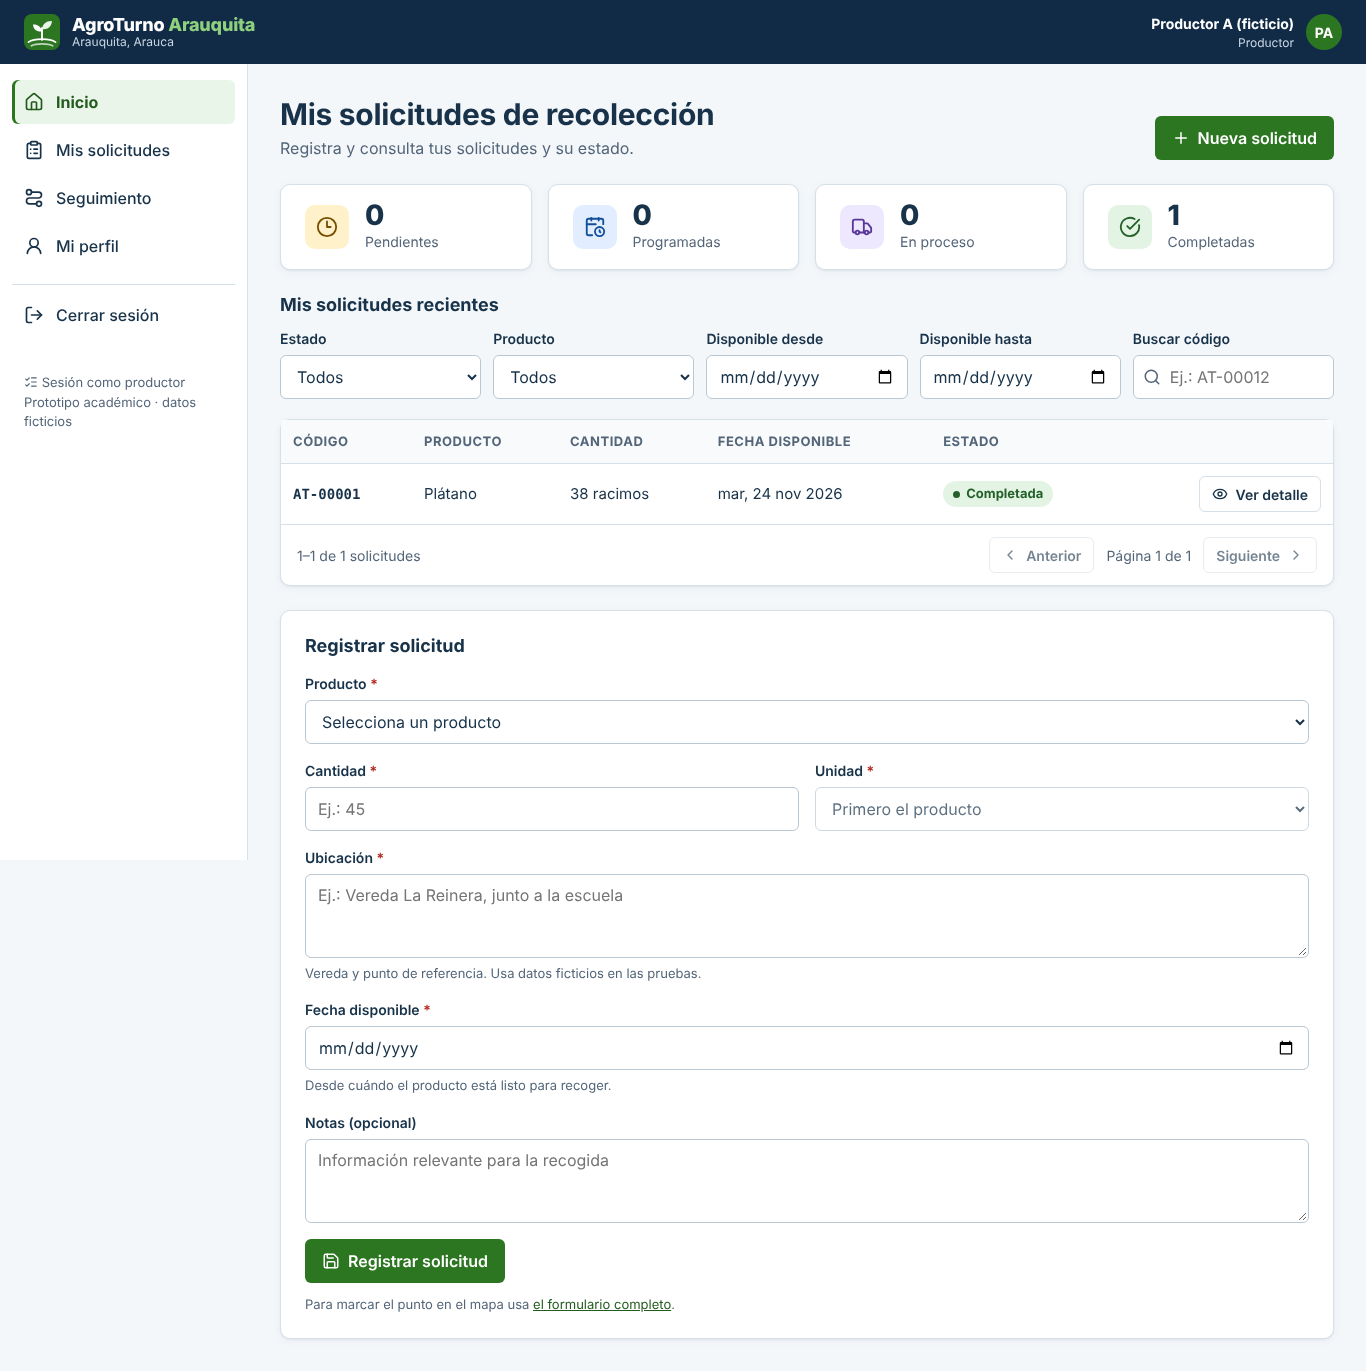 AgroTurno Arauquita
Arauquita, Arauca
Productor A (ficticio)
Productor
PA
Inicio
Mis solicitudes
Seguimiento
Mi perfil
Cerrar sesión
Sesión como productor
Prototipo académico · datos
ficticios
Mis solicitudes de recolección
Registra y consulta tus solicitudes y su estado.
Nueva solicitud
0
Pendientes
0
Programadas
0
En proceso
1
Completadas
Mis solicitudes recientes
Estado Producto Disponible desde Disponible hasta Buscar código
Todos Todos mm/dd/yyyy mm/dd/yyyy Ej.: AT-00012
CÓDIGO PRODUCTO CANTIDAD FECHA DISPONIBLE ESTADO
AT-00001 Plátano 38 racimos mar, 24 nov 2026 Completada Ver detalle
1–1 de 1 solicitudes Anterior Página 1 de 1 Siguiente
Registrar solicitud
Producto *
Selecciona un producto
Cantidad * Unidad *
Ej.: 45 Primero el producto
Ubicación *
Ej.: Vereda La Reinera, junto a la escuela
Vereda y punto de referencia. Usa datos ficticios en las pruebas.
Fecha disponible *
mm/dd/yyyy
Desde cuándo el producto está listo para recoger.
Notas (opcional)
Información relevante para la recogida
Registrar solicitud
Para marcar el punto en el mapa usa el formulario completo.